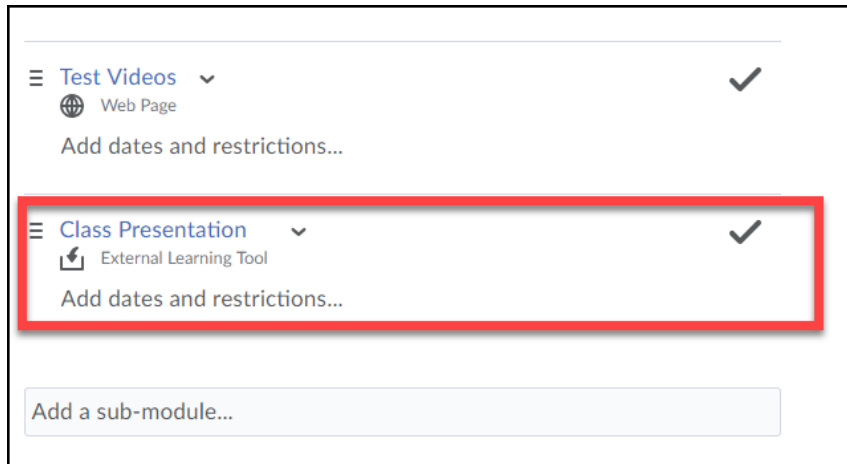 Test Videos
Web Page
Add dates and restrictions...
Class Presentation
External Learning Tool
Add dates and restrictions...
Add a sub-module...